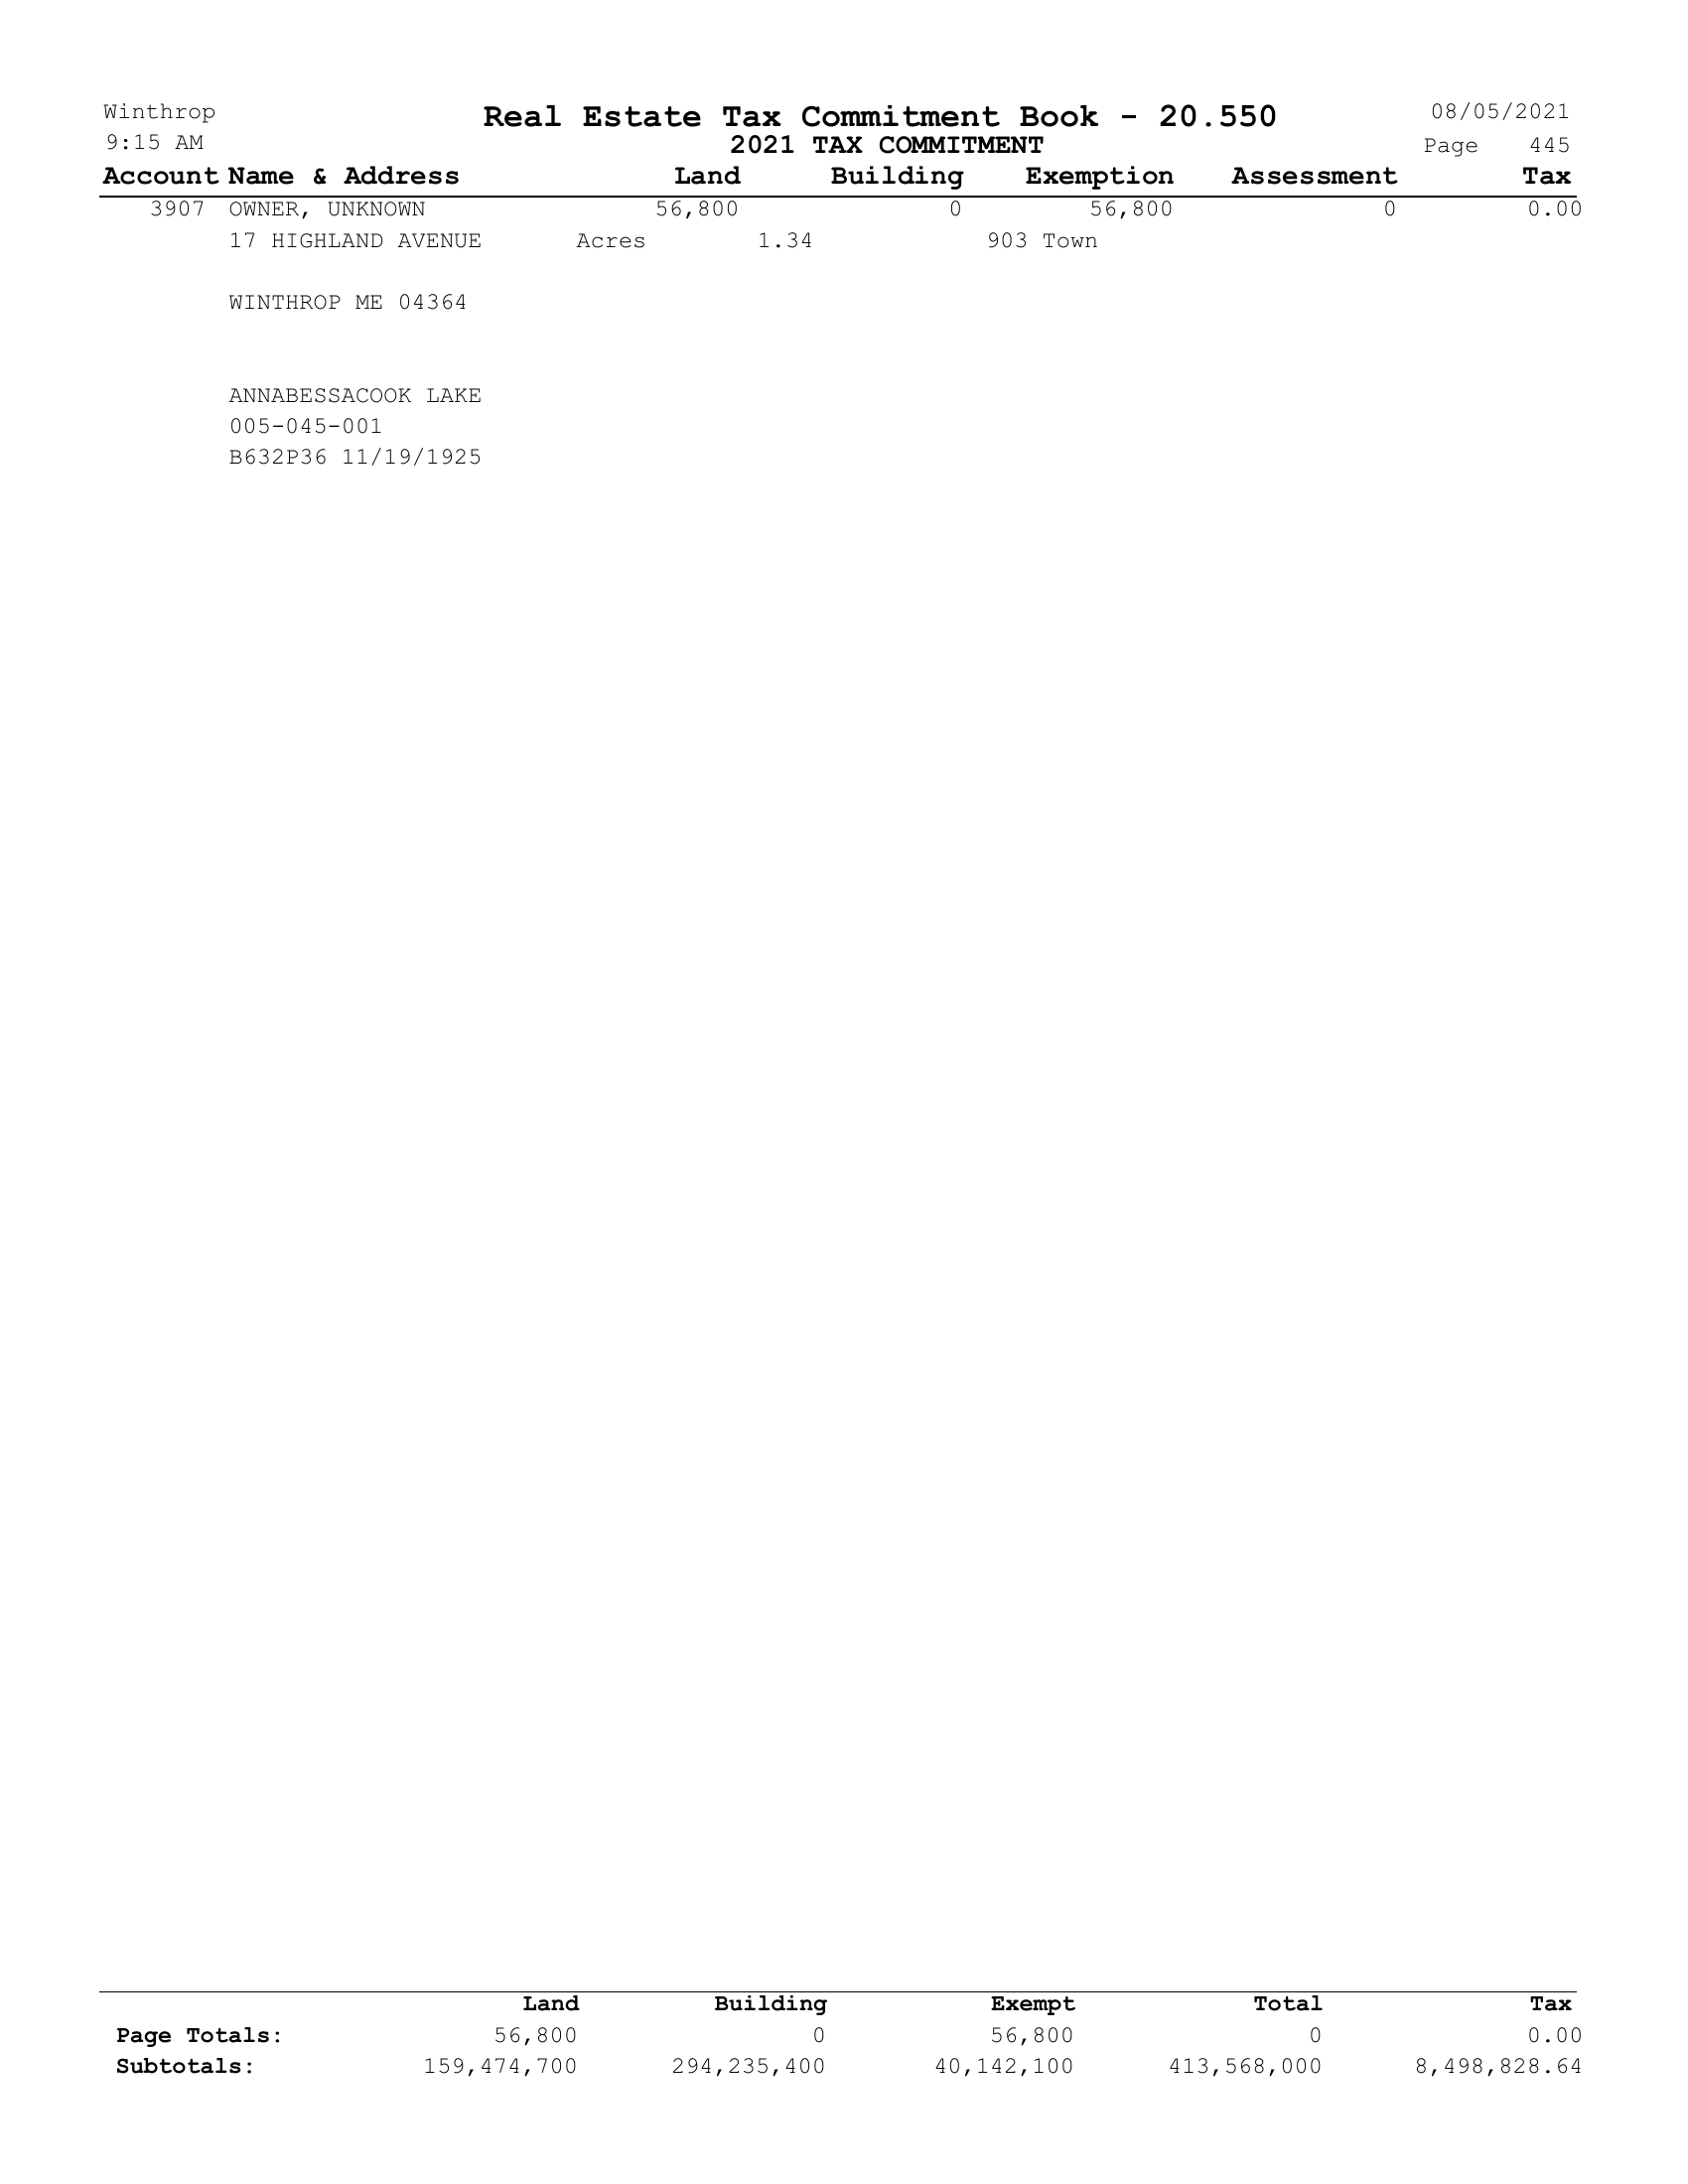 Winthrop Real Estate Tax Commitment Book - 20.550 08/05/2021
9:15 AM 2021 TAX COMMITMENT Page 445
Account Name & Address Land Building Exemption Assessment Tax
3907 OWNER, UNKNOWN 56,800 0 56,800 0 0.00
17 HIGHLAND AVENUE Acres 1.34 903 Town
WINTHROP ME 04364
ANNABESSACOOK LAKE
005-045-001
B632P36 11/19/1925
Land Building Exempt Total Tax
Page Totals: 56,800 0 56,800 0 0.00
Subtotals: 159,474,700 294,235,400 40,142,100 413,568,000 8,498,828.64